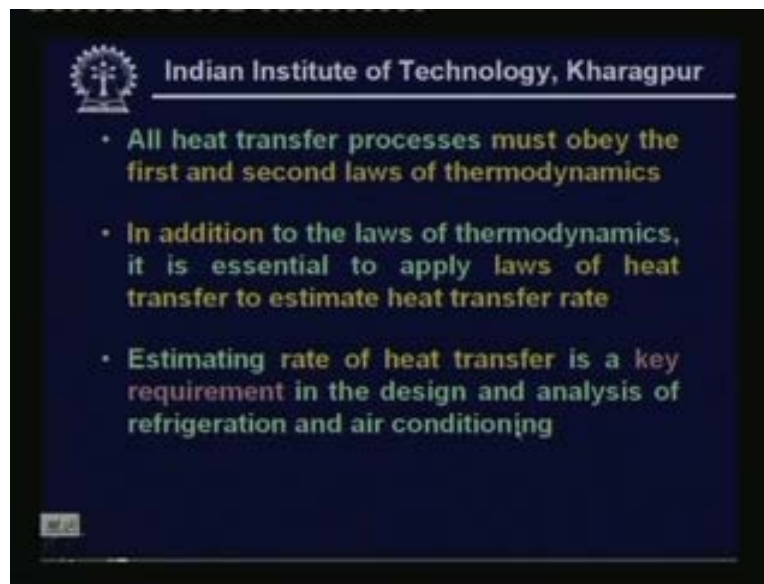 Indian Institute of Technology, Kharagpur
• All heat transfer processes must obey the
first and second laws of thermodynamics
• In addition to the laws of thermodynamics,
it is essential to apply laws of heat
transfer to estimate heat transfer rate
• Estimating rate of heat transfer is a key
requirement in the design and analysis of
refrigeration and air conditioning